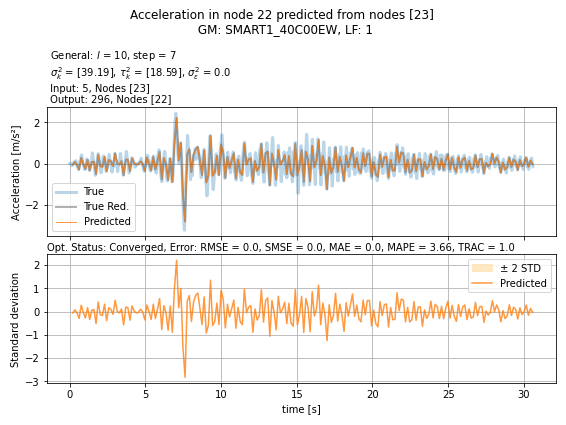 Acceleration in node 22 predicted from nodes [23]
GM: SMART1_40C00EW, LF: 1
General: l = 10, step = 7
σ²ₖ = [39.19], τ²ₖ = [18.59], σ²ε = 0.0
Input: 5, Nodes [23]
Output: 296, Nodes [22]
Acceleration [m/s²]
2
0
−2
True
True Red.
Predicted
Opt. Status: Converged, Error: RMSE = 0.0, SMSE = 0.0, MAE = 0.0, MAPE = 3.66, TRAC = 1.0
Standard deviation
2
1
0
−1
−2
−3
± 2 STD
Predicted
0 5 10 15 20 25 30
time [s]